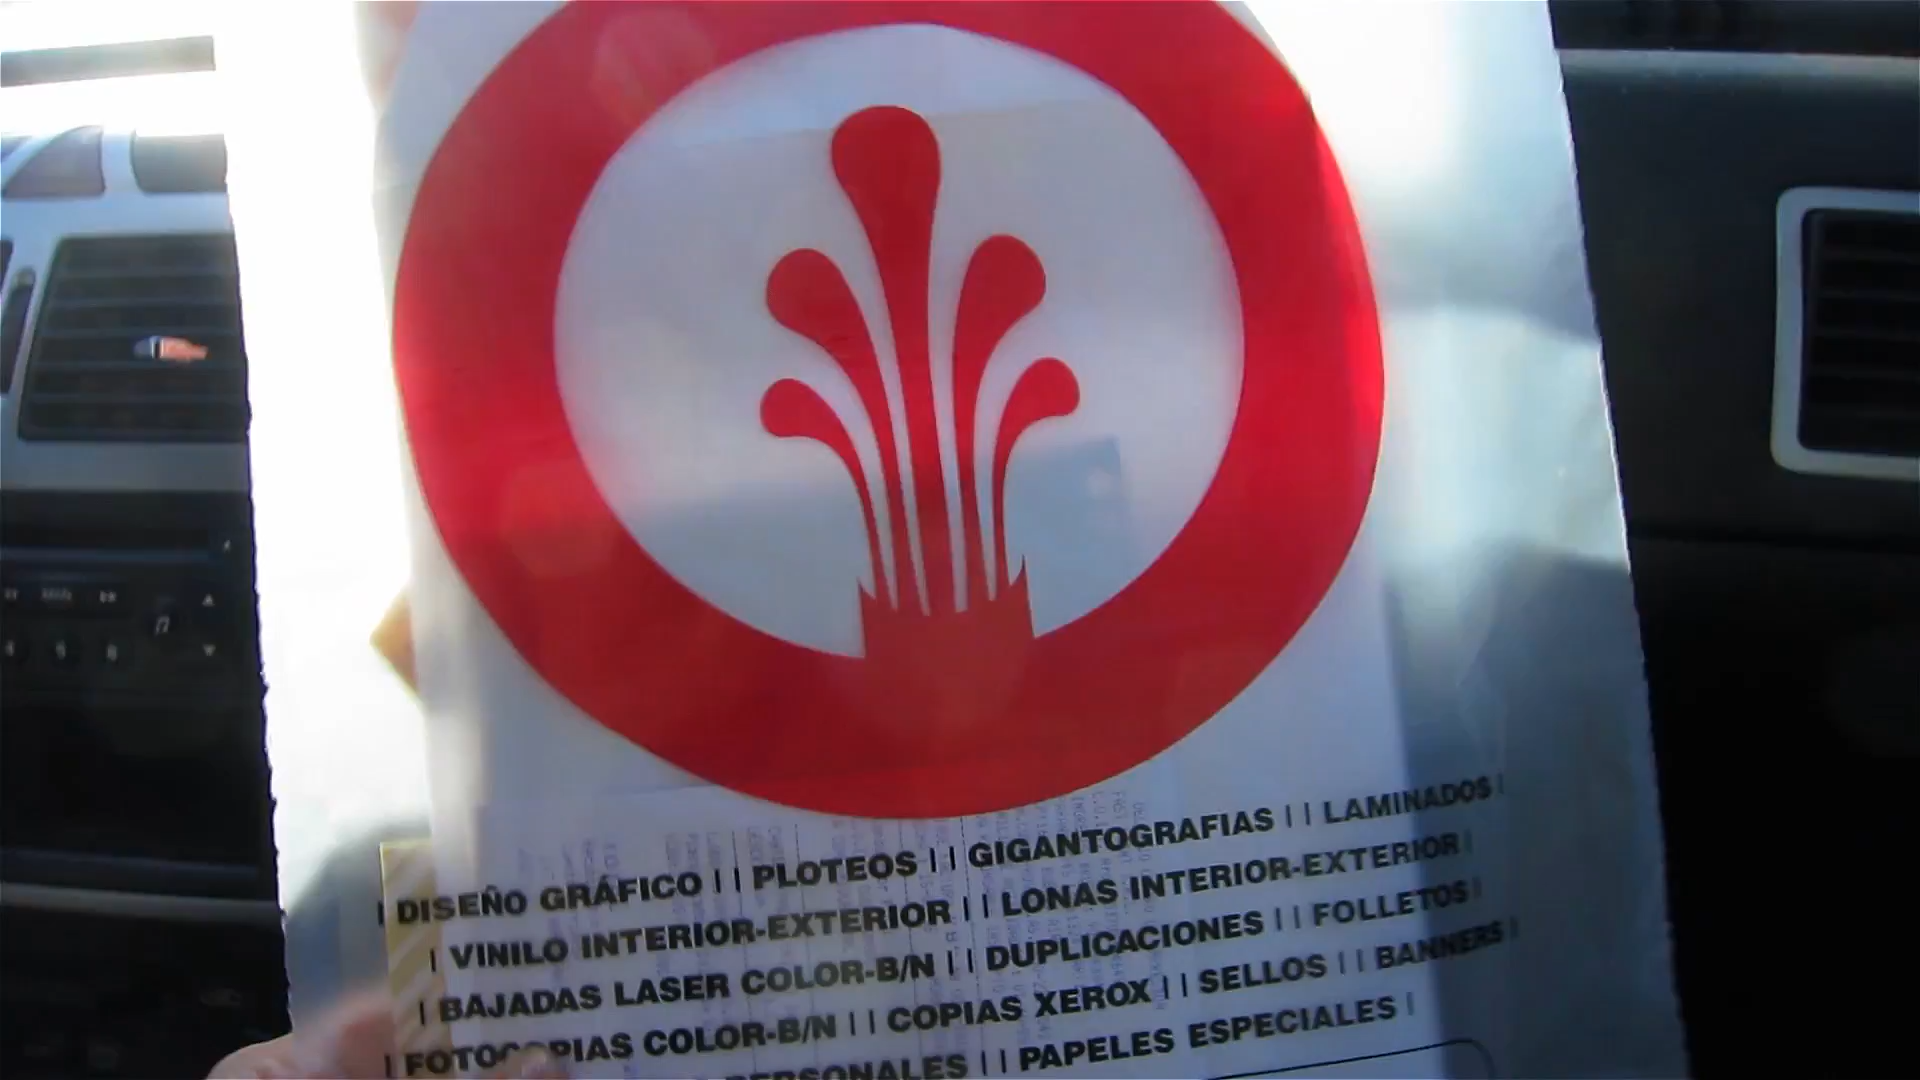 | DISEÑO GRÁFICO | | PLOTEOS | | GIGANTOGRAFIAS | | LAMINADOS |
| VINILO INTERIOR-EXTERIOR | | LONAS INTERIOR-EXTERIOR |
| BAJADAS LASER COLOR-B/N | | DUPLICACIONES | | FOLLETOS |
| FOTOCOPIAS COLOR-B/N | | COPIAS XEROX | | SELLOS | | BANNERS |
PERSONALES | | PAPELES ESPECIALES |